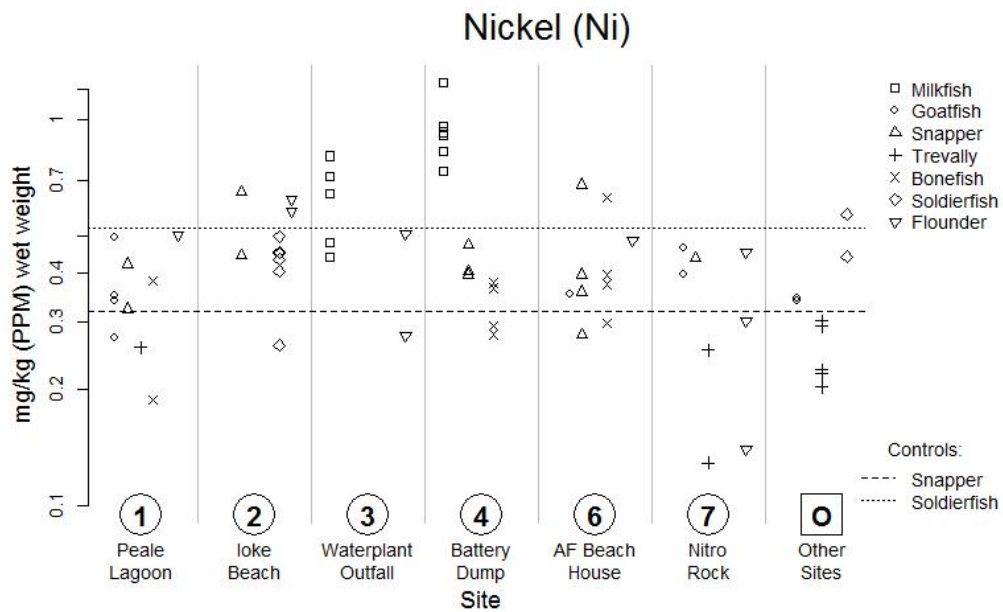 Nickel (Ni)
mg/kg (PPM) wet weight
1
0.7
0.4
0.3
0.2
0.1
Milkfish
Goatfish
Snapper
Trevally
Bonefish
Soldierfish
Flounder
Controls:
Snapper
Soldierfish
1 2 3 4 6 7 O
Peale Ioke Waterplant Battery AF Beach Nitro Other
Lagoon Beach Outfall Dump House Rock Sites
Site